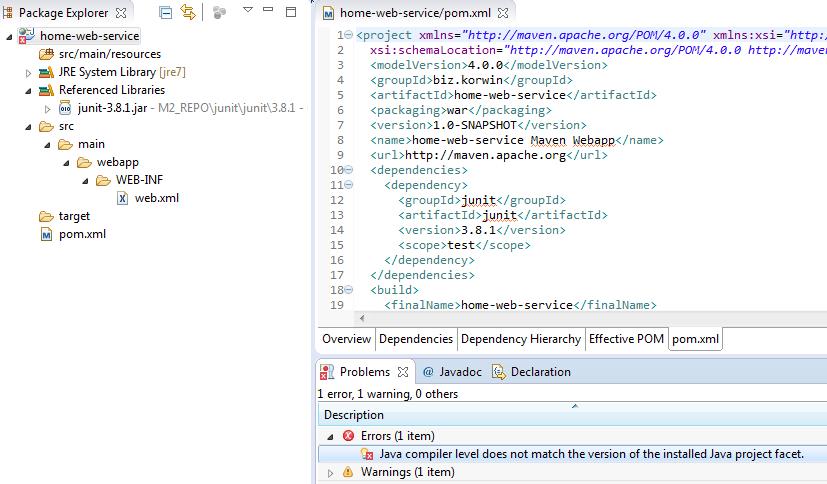 Package Explorer
home-web-service
src/main/resources
JRE System Library [jre7]
Referenced Libraries
junit-3.8.1.jar - M2_REPO\junit\junit\3.8.1 -
src
main
webapp
WEB-INF
web.xml
target
pom.xml
home-web-service/pom.xml
1 <project xmlns="http://maven.apache.org/POM/4.0.0" xmlns:xsi="http:/
2 xsi:schemaLocation="http://maven.apache.org/POM/4.0.0 http://maven
3 <modelVersion>4.0.0</modelVersion>
4 <groupId>biz.korwin</groupId>
5 <artifactId>home-web-service</artifactId>
6 <packaging>war</packaging>
7 <version>1.0-SNAPSHOT</version>
8 <name>home-web-service Maven Webapp</name>
9 <url>http://maven.apache.org</url>
10 <dependencies>
11 <dependency>
12 <groupId>junit</groupId>
13 <artifactId>junit</artifactId>
14 <version>3.8.1</version>
15 <scope>test</scope>
16 </dependency>
17 </dependencies>
18 <build>
19 <finalName>home-web-service</finalName>
Overview Dependencies Dependency Hierarchy Effective POM pom.xml
Problems @ Javadoc Declaration
1 error, 1 warning, 0 others
Description
Errors (1 item)
Java compiler level does not match the version of the installed Java project facet.
Warnings (1 item)